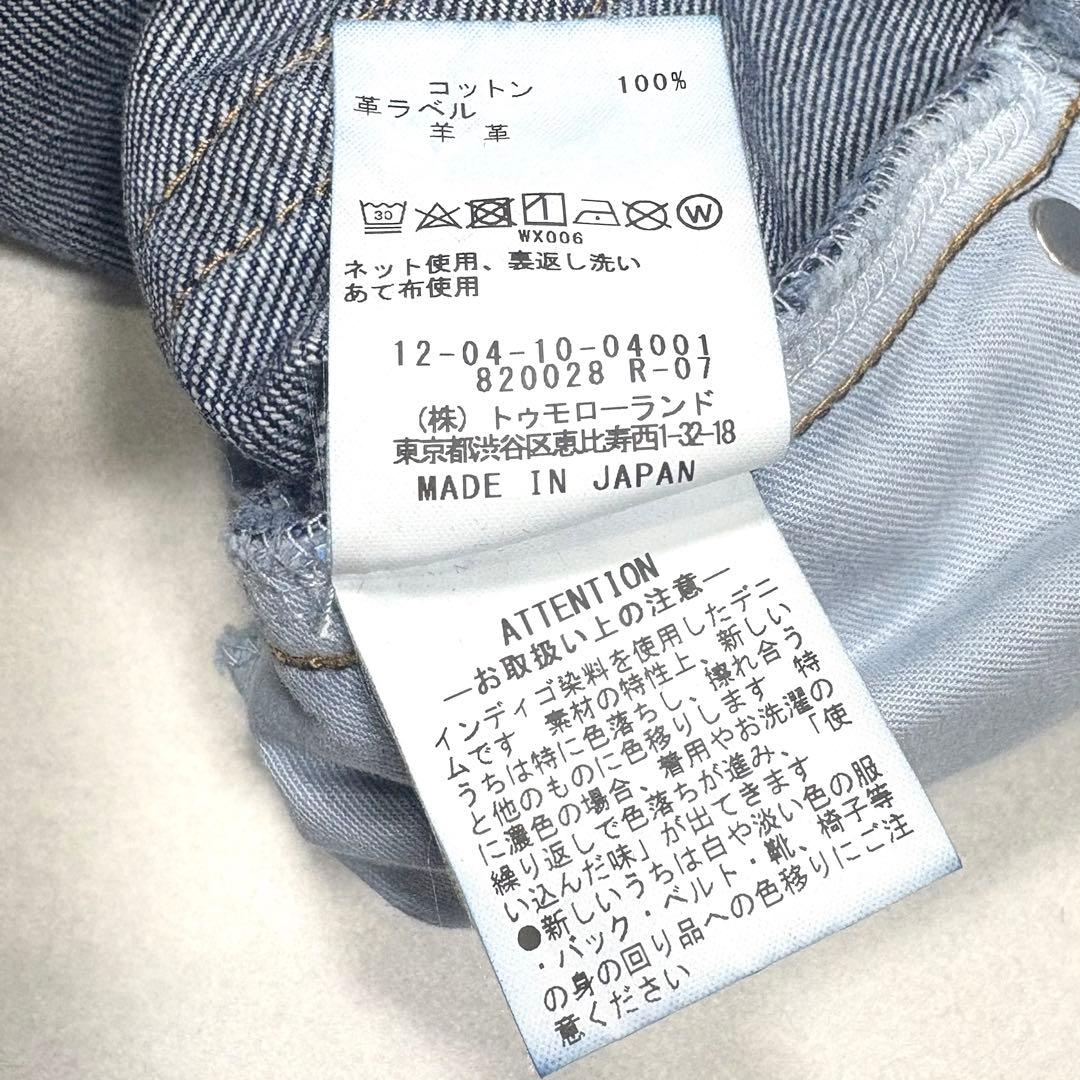 コットン 100%
革ラベル
羊 革
30
1
W
WX006
ネット使用、裏返し洗い
あて布使用
12-04-10-04001
820028 R-07
(株) トゥモローランド
東京都渋谷区恵比寿西1-32-18
MADE IN JAPAN
ATTENTION
―お取扱い上の注意―
インディゴ染料を使用したデニ
ムです 素材の特性上、新しい
うちは特に色落ちし、擦れ合う
と他のものに色移りします 特
に濃色の場合、着用やお洗濯の
繰り返しで色落ちが進み、「使
い込んだ味」が出てきます
●新しいうちは白や淡い色の服
・バック・ベルト・靴、椅子等
の身の回り品への色移りにご注
意ください